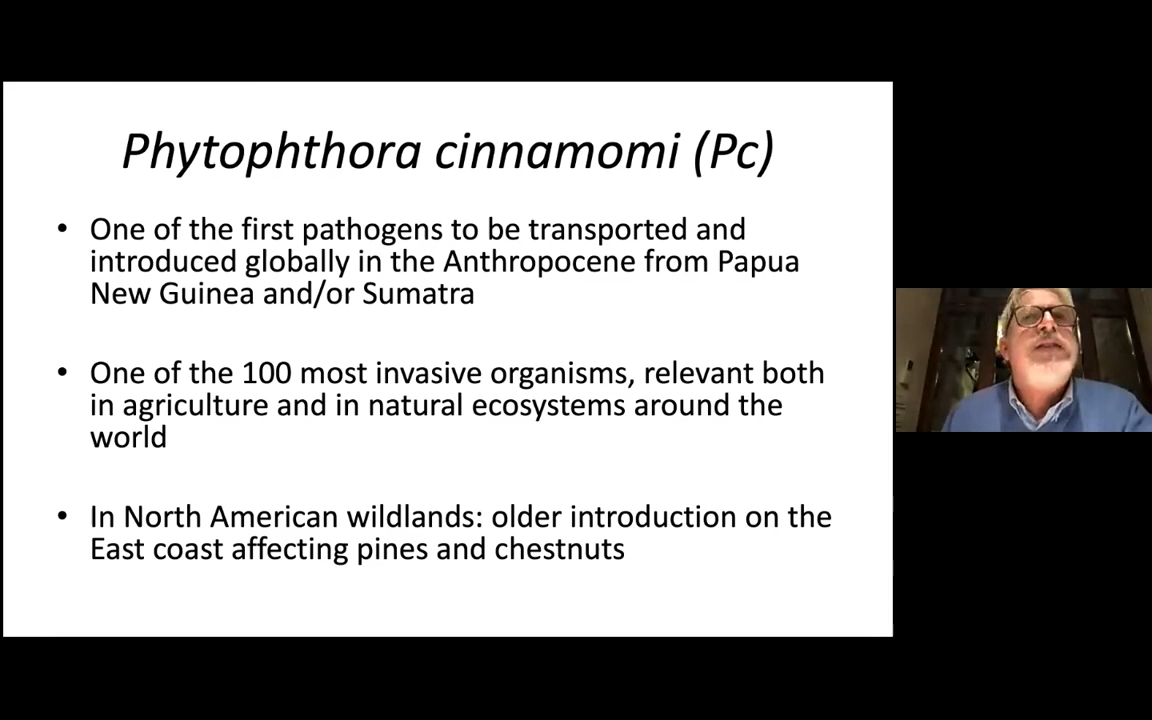 Phytophthora cinnamomi (Pc)
• One of the first pathogens to be transported and
introduced globally in the Anthropocene from Papua
New Guinea and/or Sumatra
• One of the 100 most invasive organisms, relevant both
in agriculture and in natural ecosystems around the
world
• In North American wildlands: older introduction on the
East coast affecting pines and chestnuts